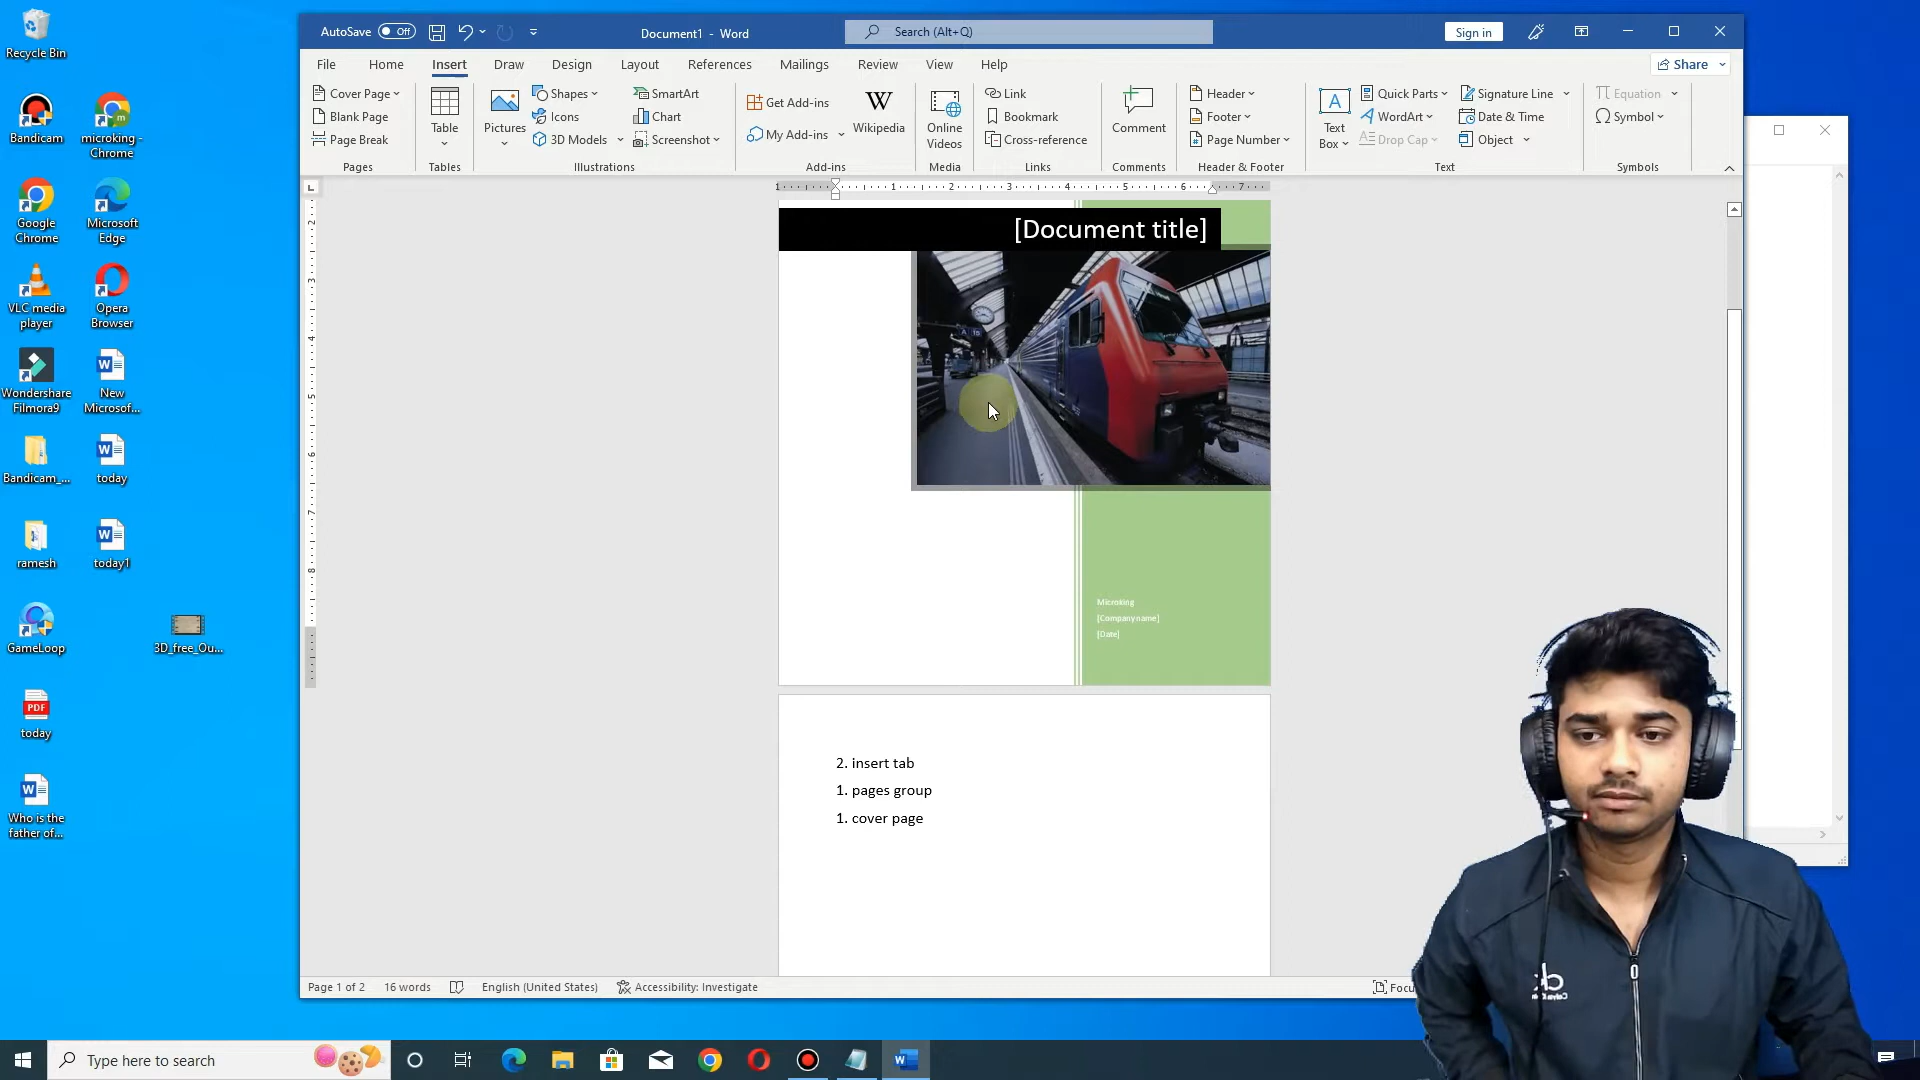 AutoSave Off
Document1 - Word
Search (Alt+Q)
Sign in
File Home Insert Draw Design Layout References Mailings Review View Help
Share
Cover Page
Blank Page
Page Break
Pages
Table
Tables
Pictures
Shapes
Icons
3D Models
SmartArt
Chart
Screenshot
Illustrations
Get Add-ins
My Add-ins
Wikipedia
Add-ins
Online
Videos
Media
Link
Bookmark
Cross-reference
Links
Comment
Comments
Header
Footer
Page Number
Header & Footer
Text
Box
Quick Parts
WordArt
Drop Cap
Signature Line
Date & Time
Object
Text
Equation
Symbol
Symbols
[Document title]
Microking
[Company name]
[Date]
2. insert tab
1. pages group
1. cover page
Page 1 of 2
16 words
English (United States)
Accessibility: Investigate
Recycle Bin
Bandicam
microking -
Chrome
Google
Chrome
Microsoft
Edge
VLC media
player
Opera
Browser
Wondershare
Filmora9
New
Microsof...
Bandicam_...
today
ramesh
today1
GameLoop
3D_free_Ou...
PDF
today
Who is the
father of...
Type here to search